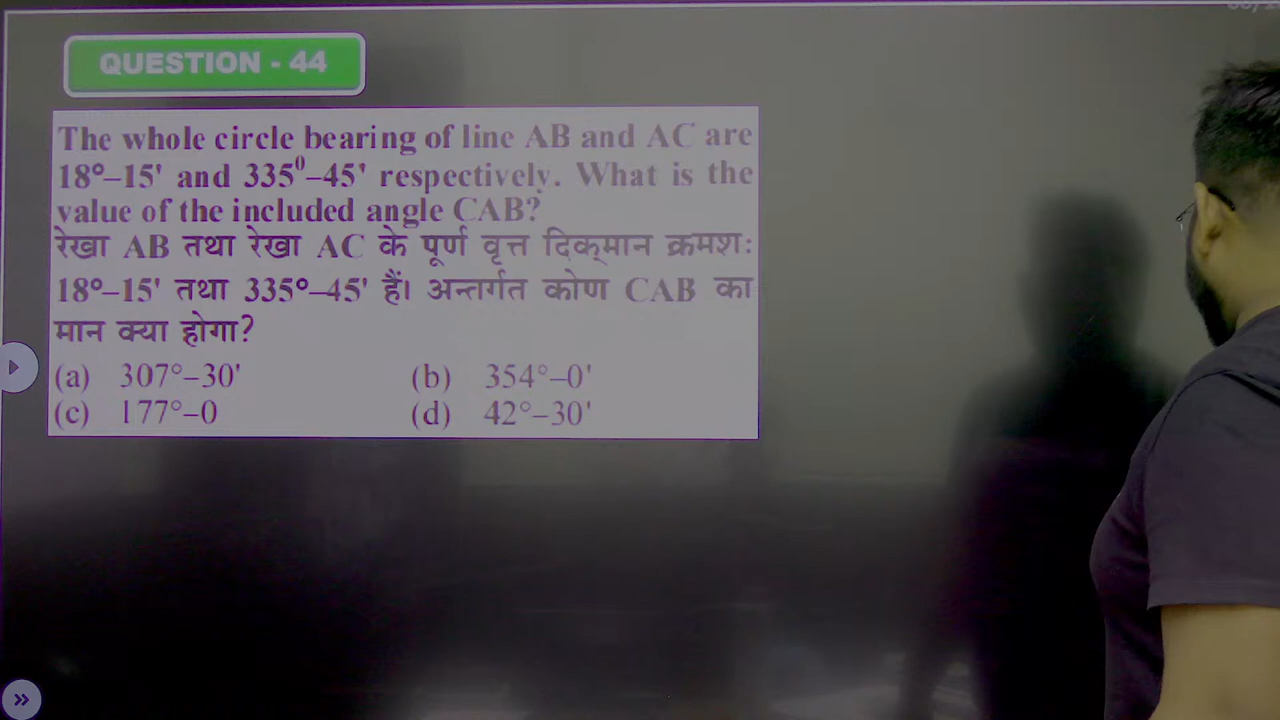 QUESTION - 44
The whole circle bearing of line AB and AC are
18°–15' and 335⁰–45' respectively. What is the
value of the included angle CAB?
रेखा AB तथा रेखा AC के पूर्ण वृत्त दिक्‌मान क्रमशः
18°–15' तथा 335°–45' हैं। अन्तर्गत कोण CAB का
मान क्या होगा?
(a) 307°–30' (b) 354°–0'
(c) 177°–0 (d) 42°–30'